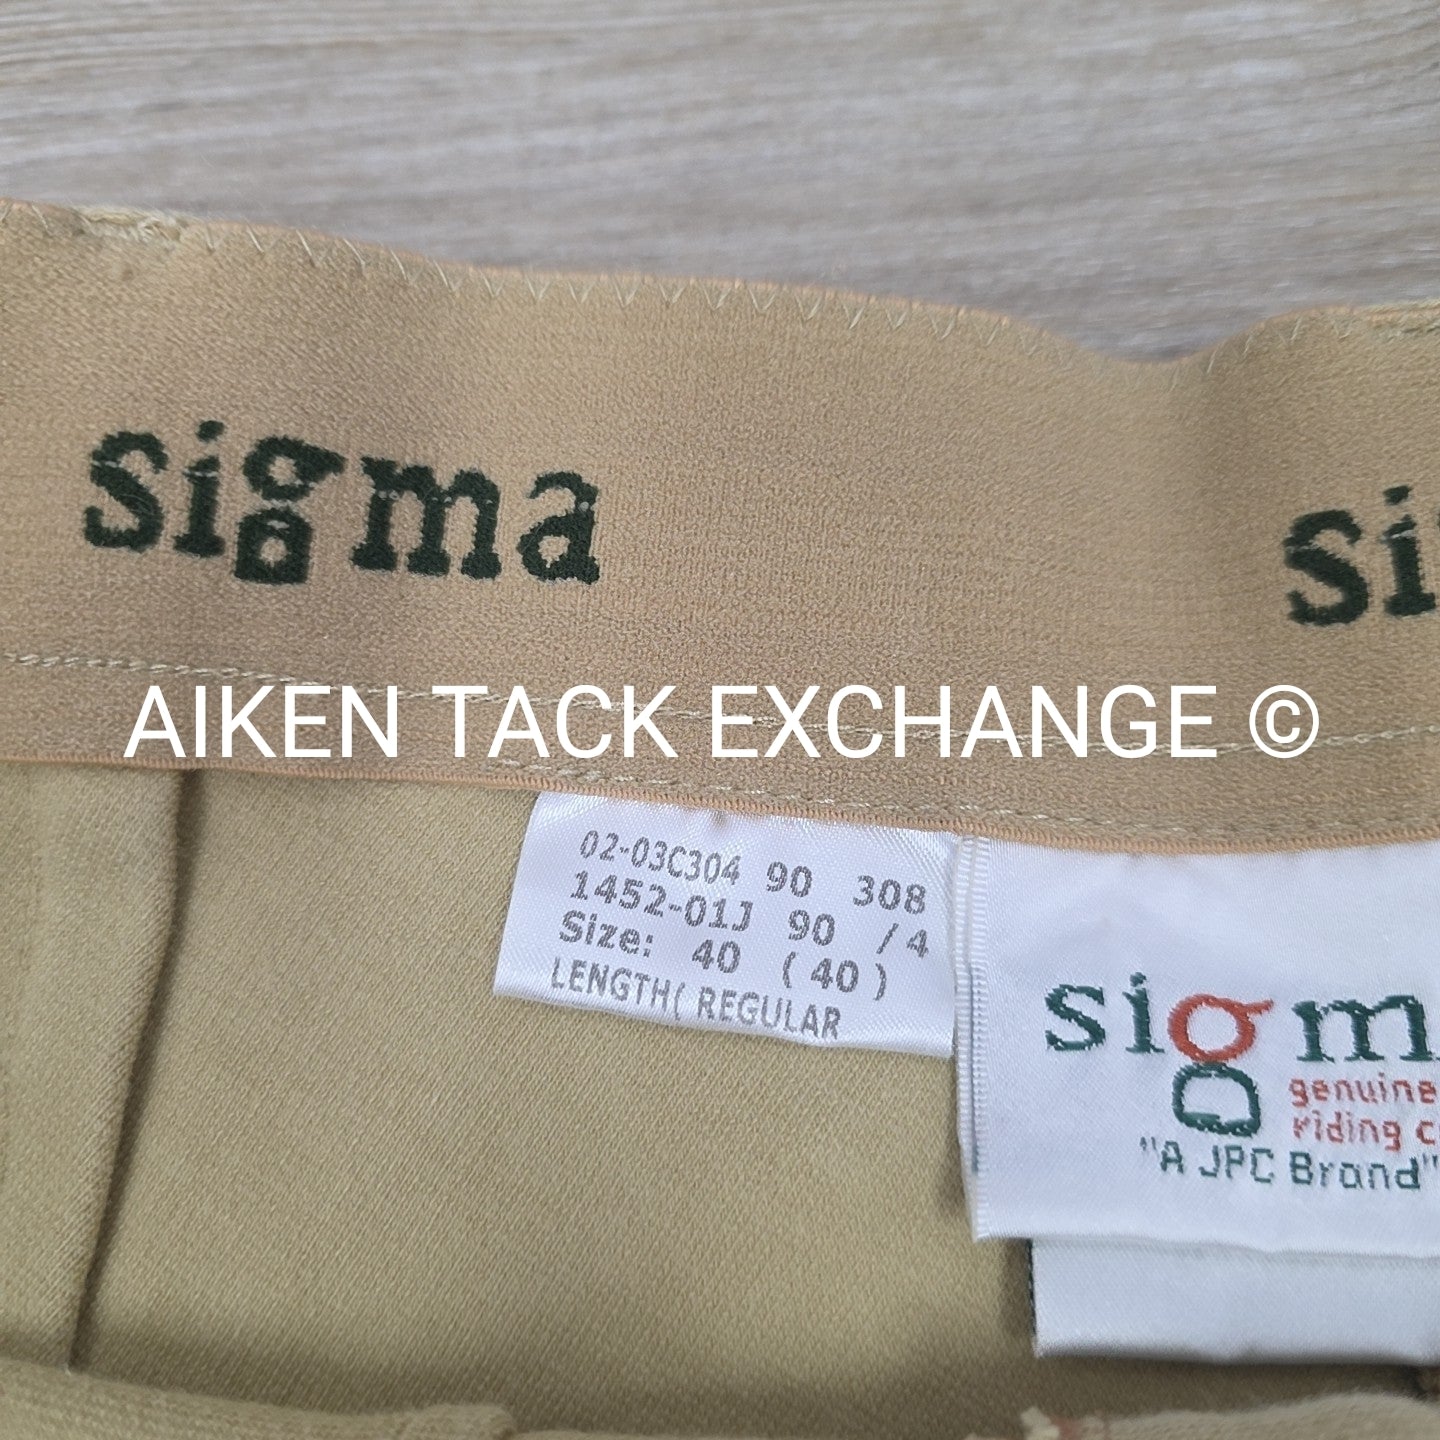 sigma
si
AIKEN TACK EXCHANGE ©
02-03C304 90 308
1452-01J 90 /4
Size: 40 (40)
LENGTH( REGULAR
sigm
genuine
riding c
"A JPC Brand"